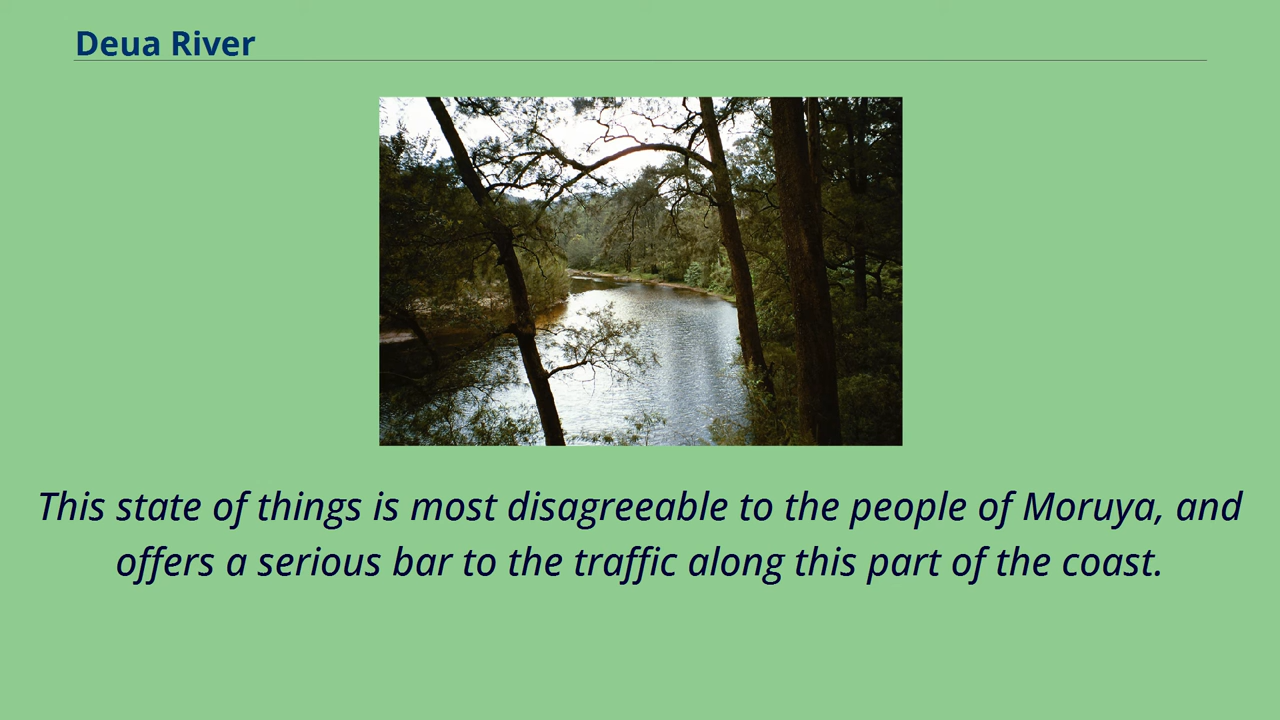 Deua River
This state of things is most disagreeable to the people of Moruya, and
offers a serious bar to the traffic along this part of the coast.